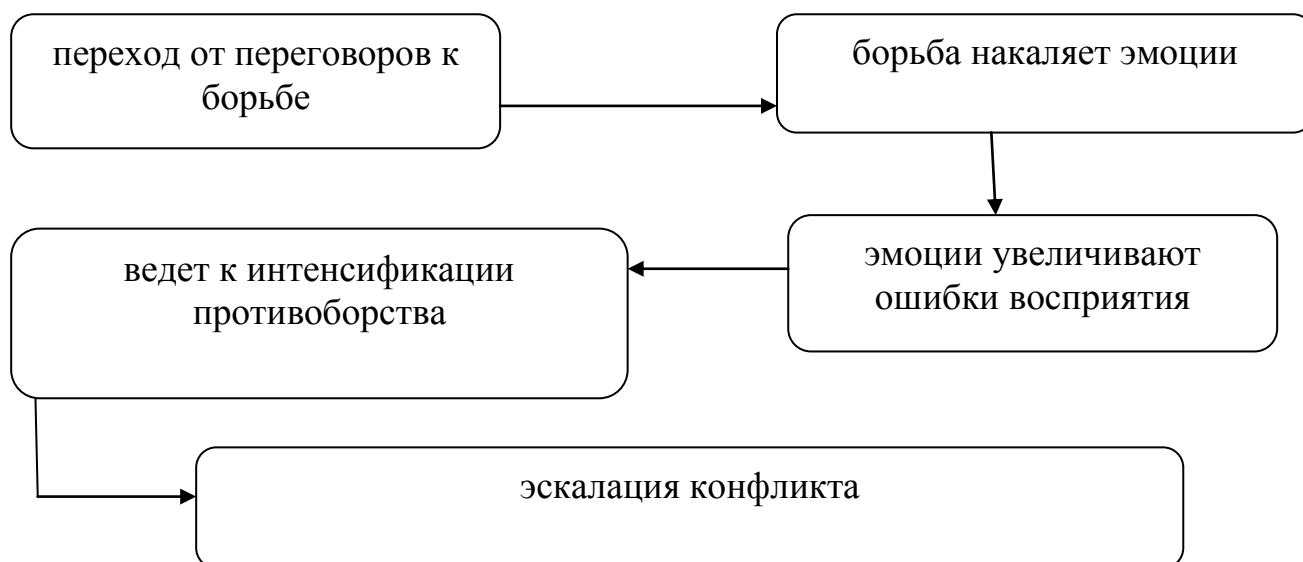 переход от переговоров к
борьбе
борьба накаляет эмоции
эмоции увеличивают
ошибки восприятия
ведет к интенсификации
противоборства
эскалация конфликта